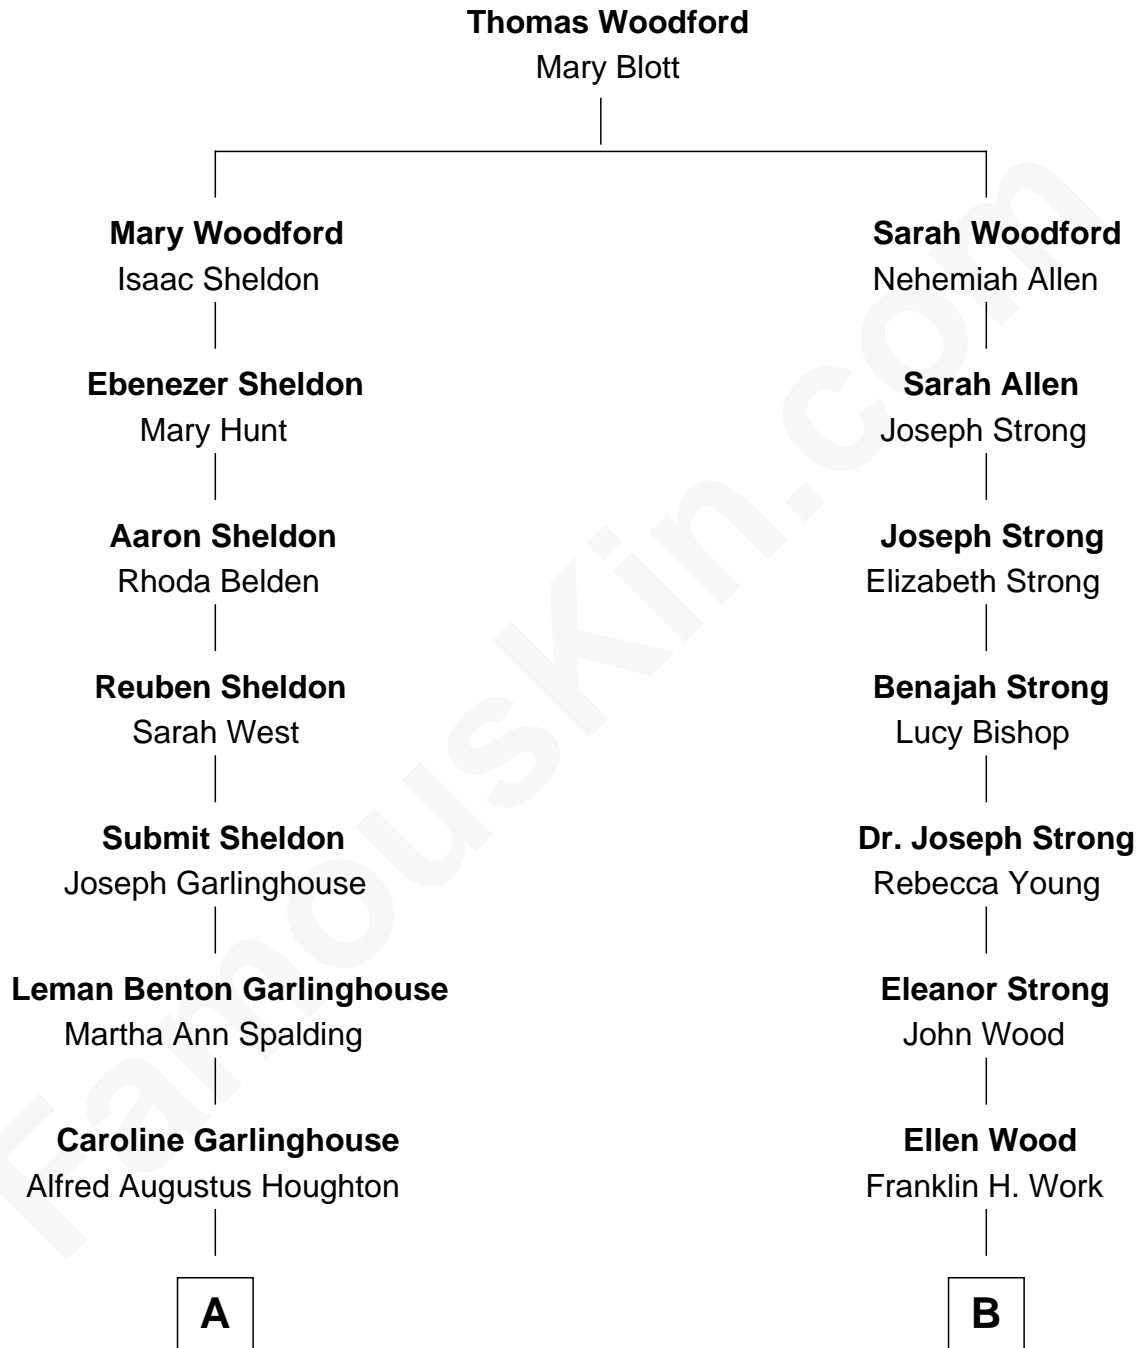 Thomas Woodford
Mary Blott
Mary Woodford
Isaac Sheldon
Ebenezer Sheldon
Mary Hunt
Aaron Sheldon
Rhoda Belden
Reuben Sheldon
Sarah West
Submit Sheldon
Joseph Garlinghouse
Leman Benton Garlinghouse
Martha Ann Spalding
Caroline Garlinghouse
Alfred Augustus Houghton
A
Sarah Woodford
Nehemiah Allen
Sarah Allen
Joseph Strong
Joseph Strong
Elizabeth Strong
Benajah Strong
Lucy Bishop
Dr. Joseph Strong
Rebecca Young
Eleanor Strong
John Wood
Ellen Wood
Franklin H. Work
B
FamousKin.com